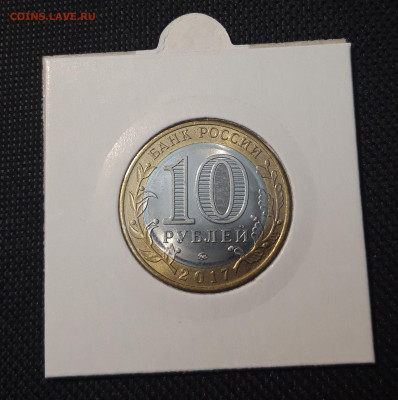 COINS.LAVE.RU
БАНК РОССИИ
10
РУБЛЕЙ
2017